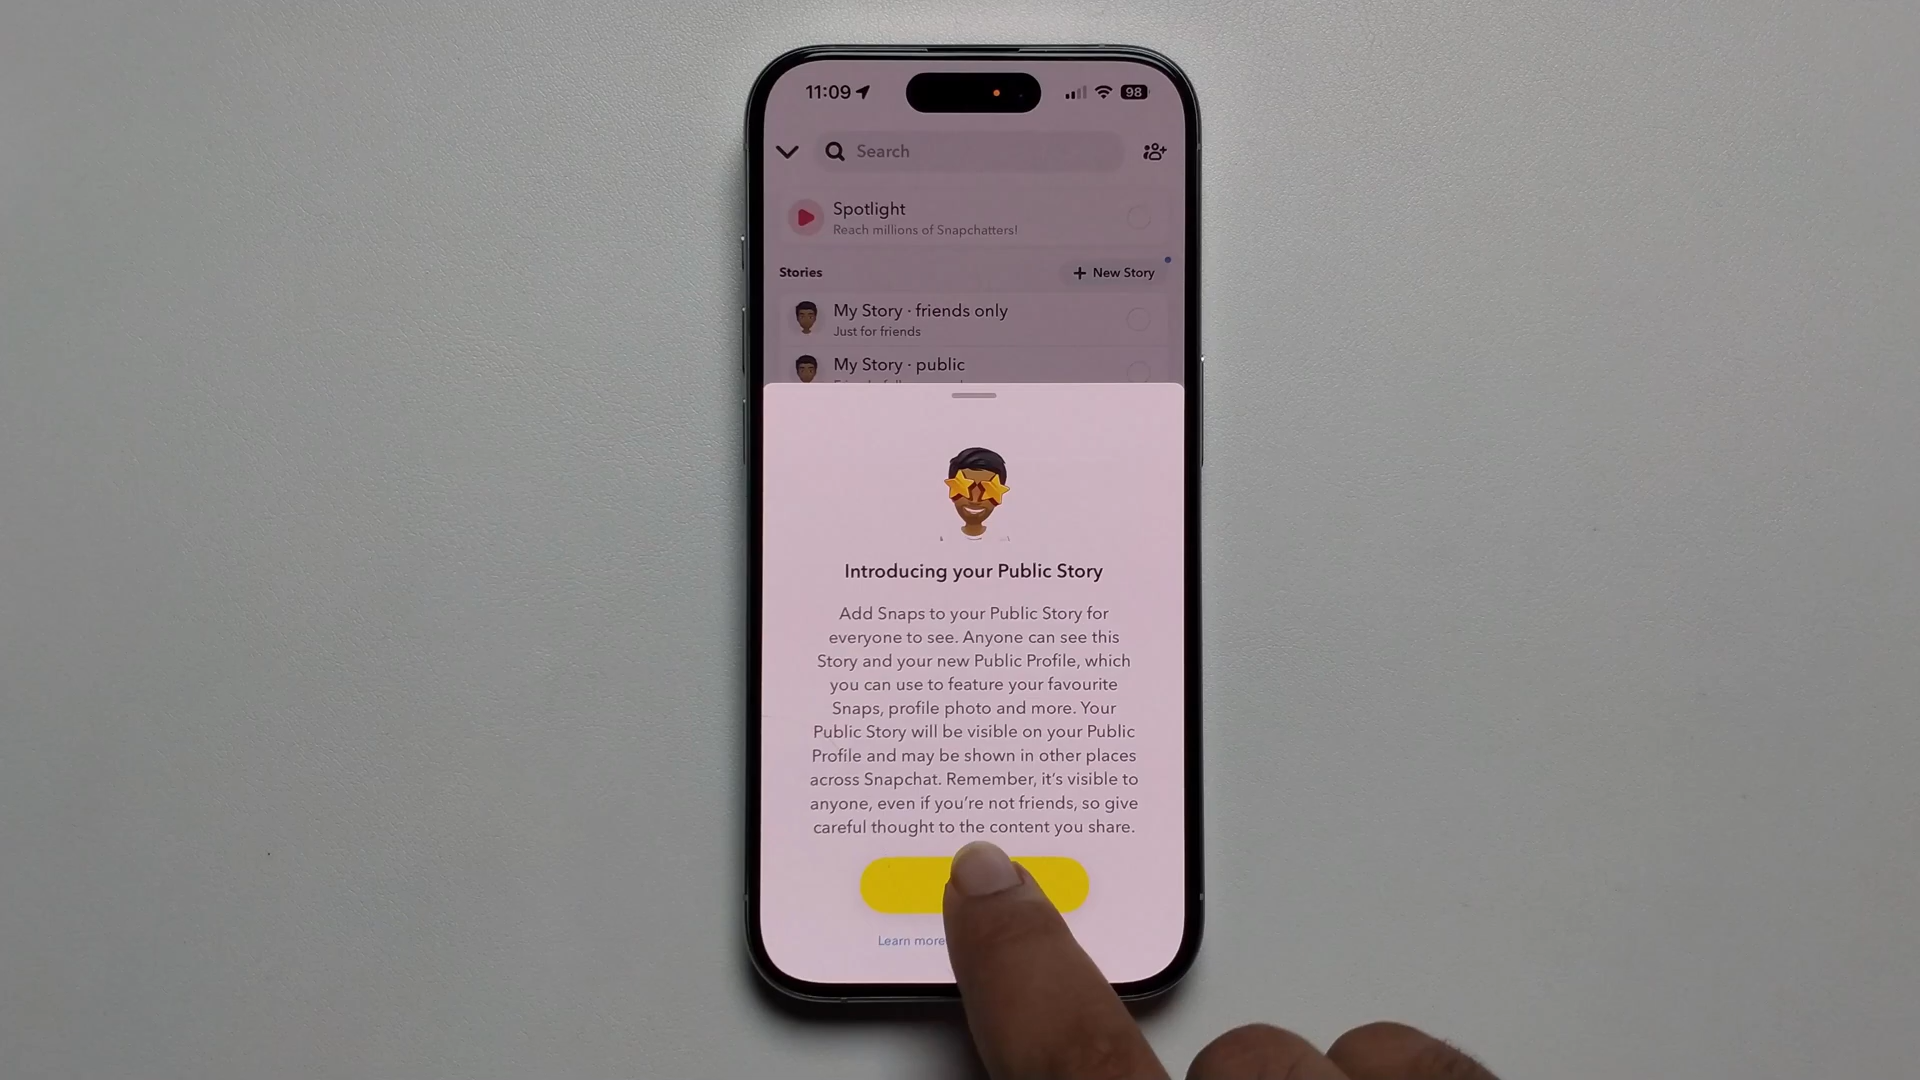 11:09
98
Search
Spotlight
Reach millions of Snapchatters!
Stories
+ New Story
My Story · friends only
Just for friends
My Story · public
Introducing your Public Story
Add Snaps to your Public Story for
everyone to see. Anyone can see this
Story and your new Public Profile, which
you can use to feature your favourite
Snaps, profile photo and more. Your
Public Story will be visible on your Public
Profile and may be shown in other places
across Snapchat. Remember, it's visible to
anyone, even if you're not friends, so give
careful thought to the content you share.
Learn more